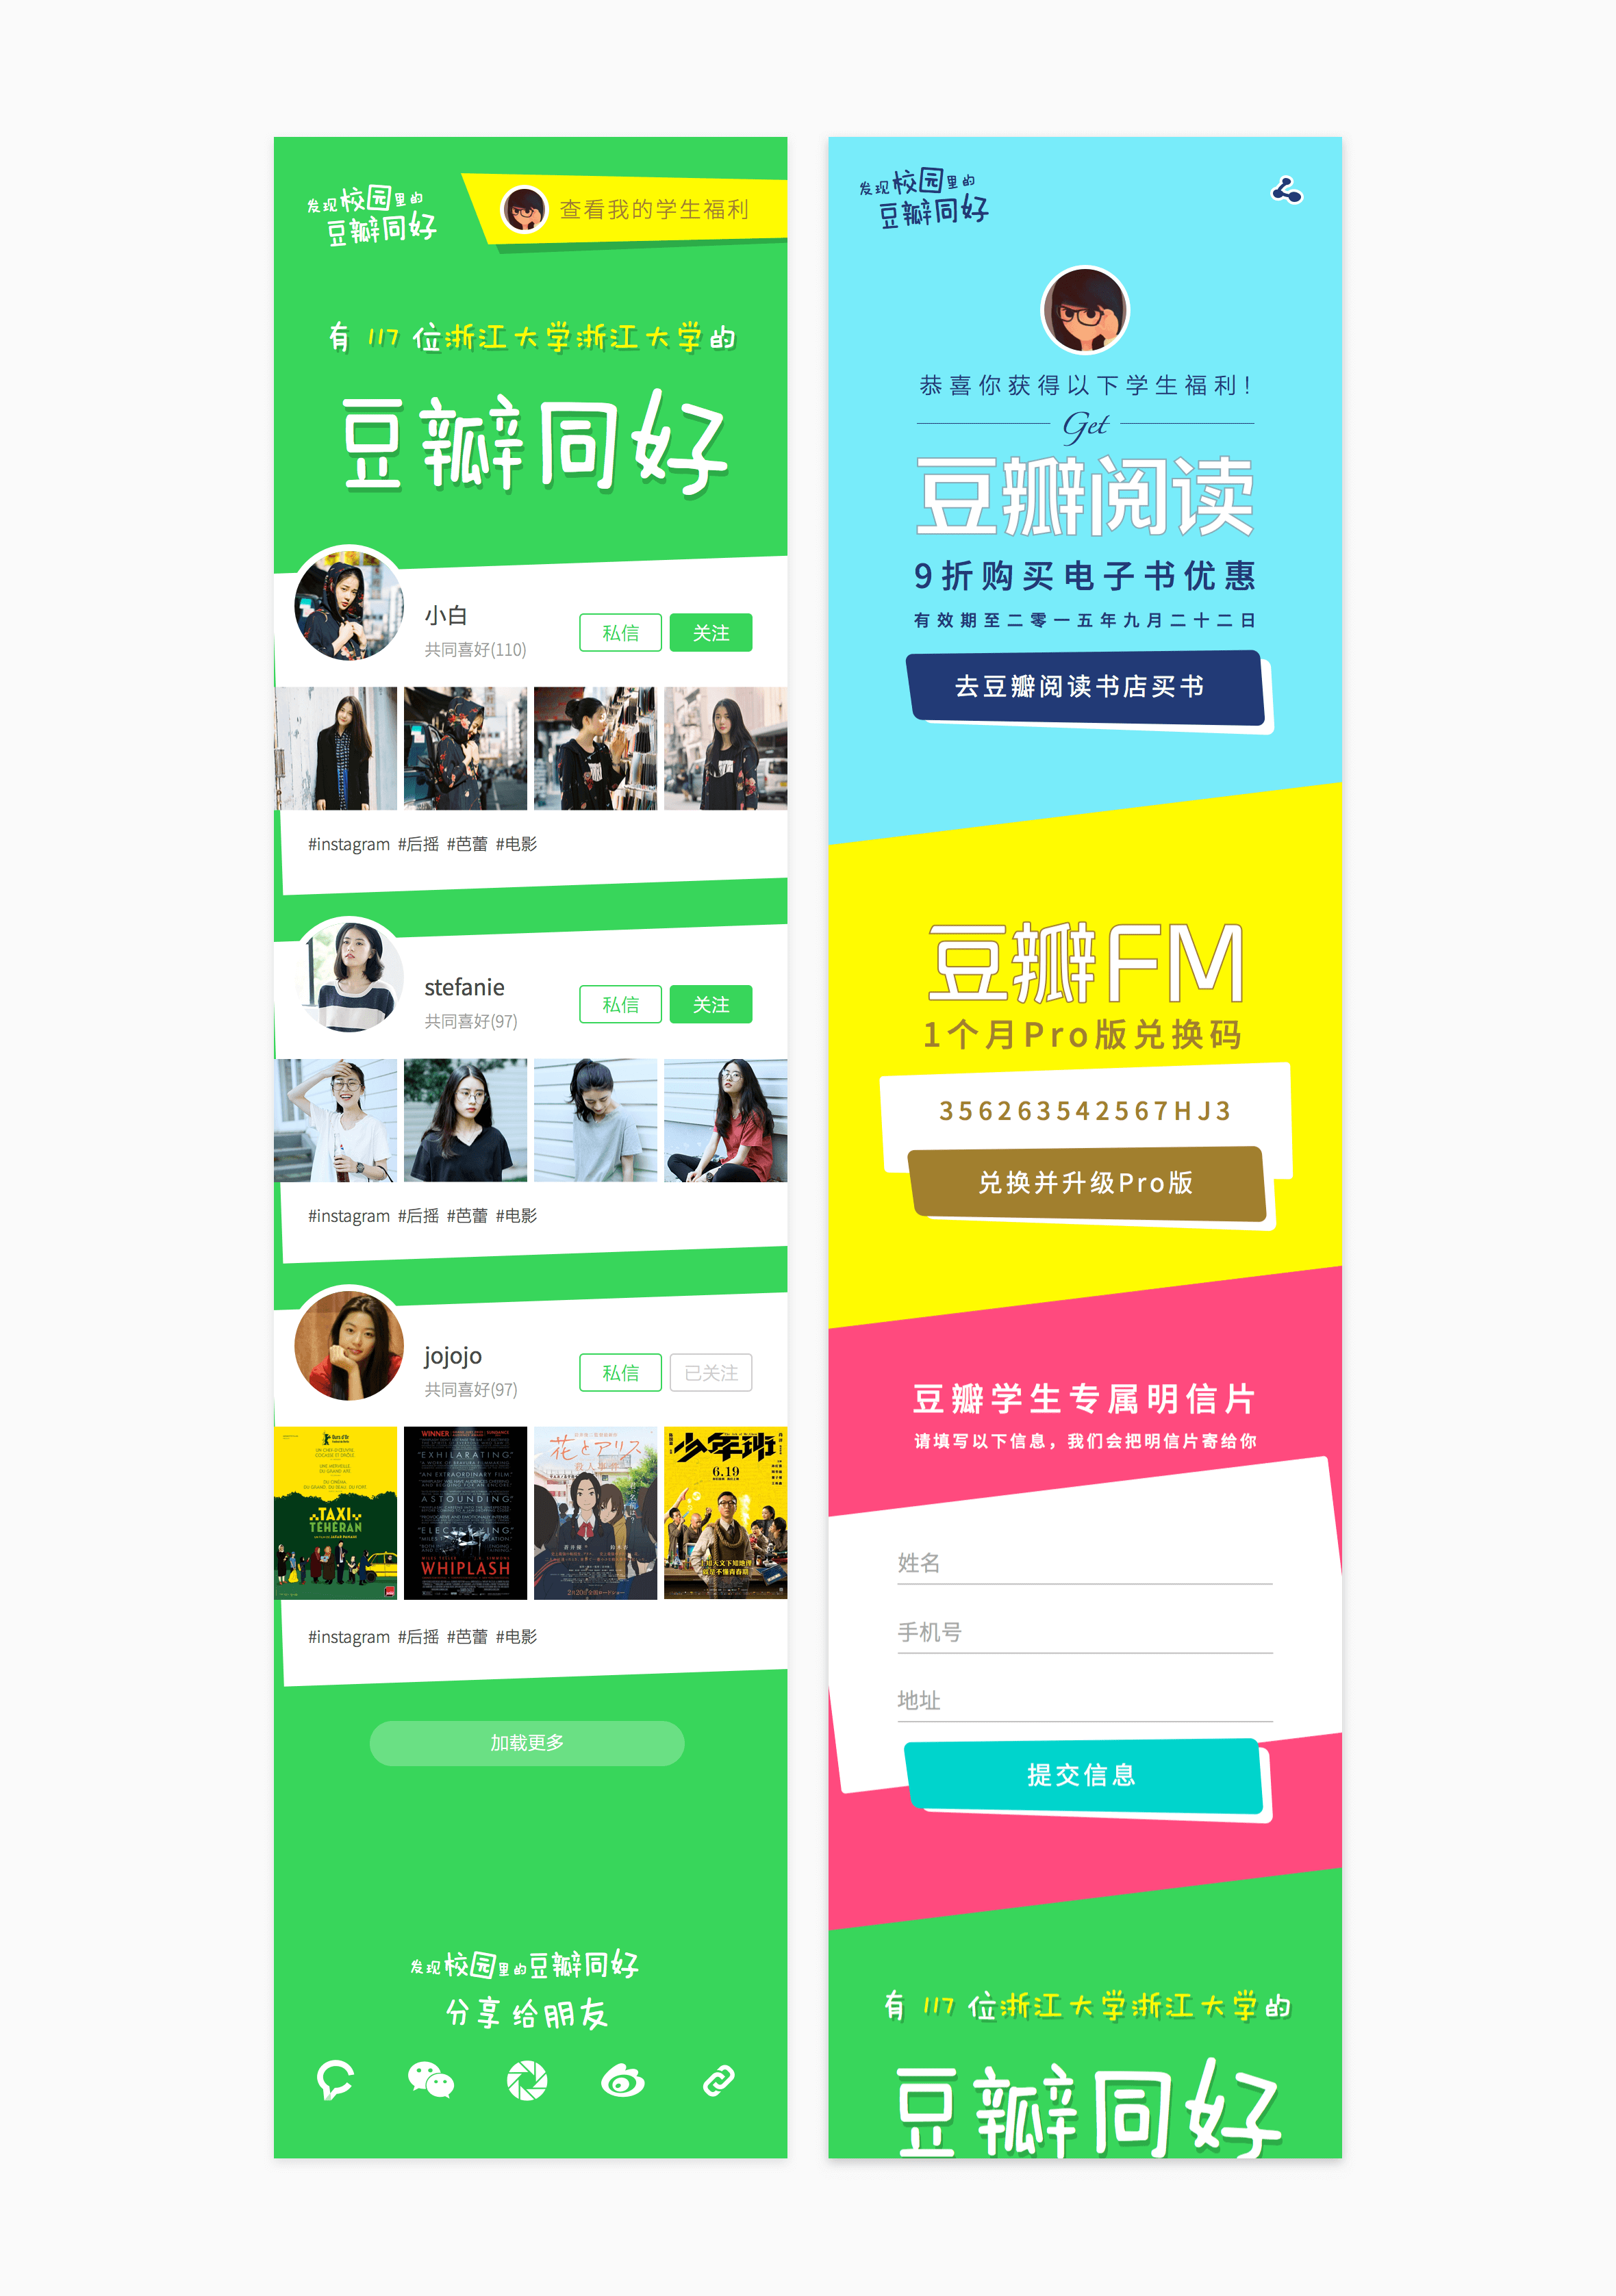 发现校园里的
豆瓣同好
查看我的学生福利
有 117 位浙江大学浙江大学的
豆瓣同好
小白
共同喜好(110)
私信
关注
#instagram #后摇 #芭蕾 #电影
stefanie
共同喜好(97)
私信
关注
#instagram #后摇 #芭蕾 #电影
jojojo
共同喜好(97)
私信
已关注
TAXI
TÉHÉRAN
WINNER
"EXHILARATING."
"AN EXTRAORDINARY FILM"
ASTOUNDING"
WHIPLASH
花とアリス
殺人事件
少年班
6.19
#instagram #后摇 #芭蕾 #电影
加载更多
发现校园里的豆瓣同好
分享给朋友
发现校园里的
豆瓣同好
恭喜你获得以下学生福利!
Get
豆瓣阅读
9折购买电子书优惠
有效期至二零一五年九月二十二日
去豆瓣阅读书店买书
豆瓣FM
1个月Pro版兑换码
356263542567HJ3
兑换并升级Pro版
豆瓣学生专属明信片
请填写以下信息，我们会把明信片寄给你
姓名
手机号
地址
提交信息
有 117 位浙江大学浙江大学的
豆瓣同好